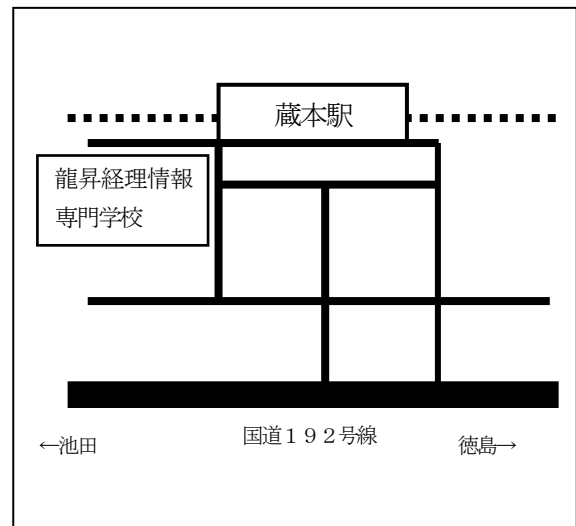 蔵本駅
龍昇経理情報
専門学校
国道１９２号線
←池田
徳島→